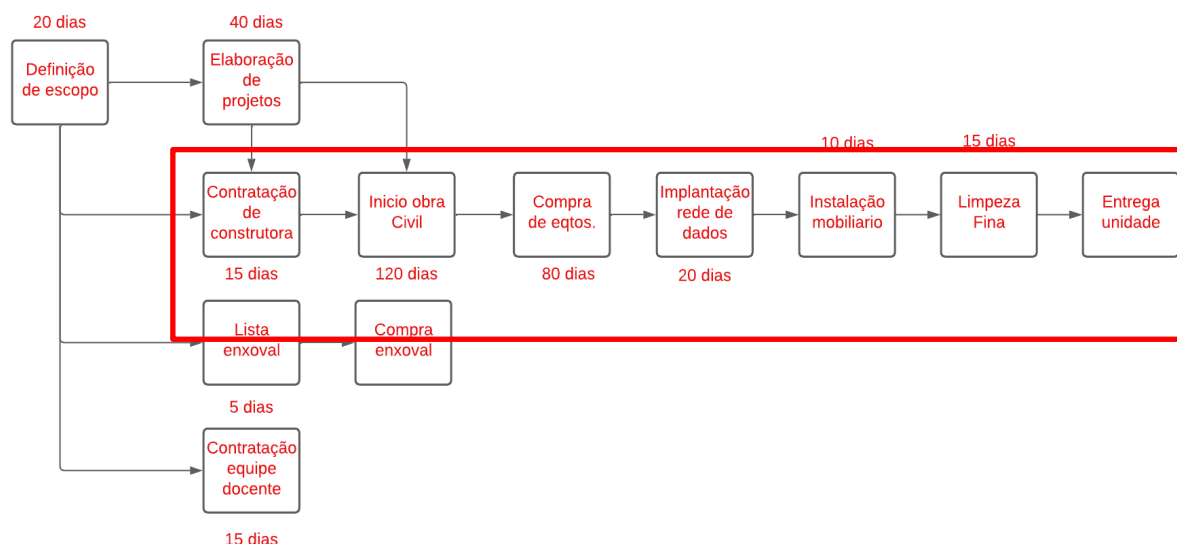 20 dias
40 dias
Definição
de escopo
Elaboração
de
projetos
10 dias
15 dias
Contratação
de
construtora
Inicio obra
Civil
Compra
de eqtos.
Implantação
rede de
dados
Instalação
mobiliario
Limpeza
Fina
Entrega
unidade
15 dias
120 dias
80 dias
20 dias
Lista
enxoval
Compra
enxoval
5 dias
Contratação
equipe
docente
15 dias